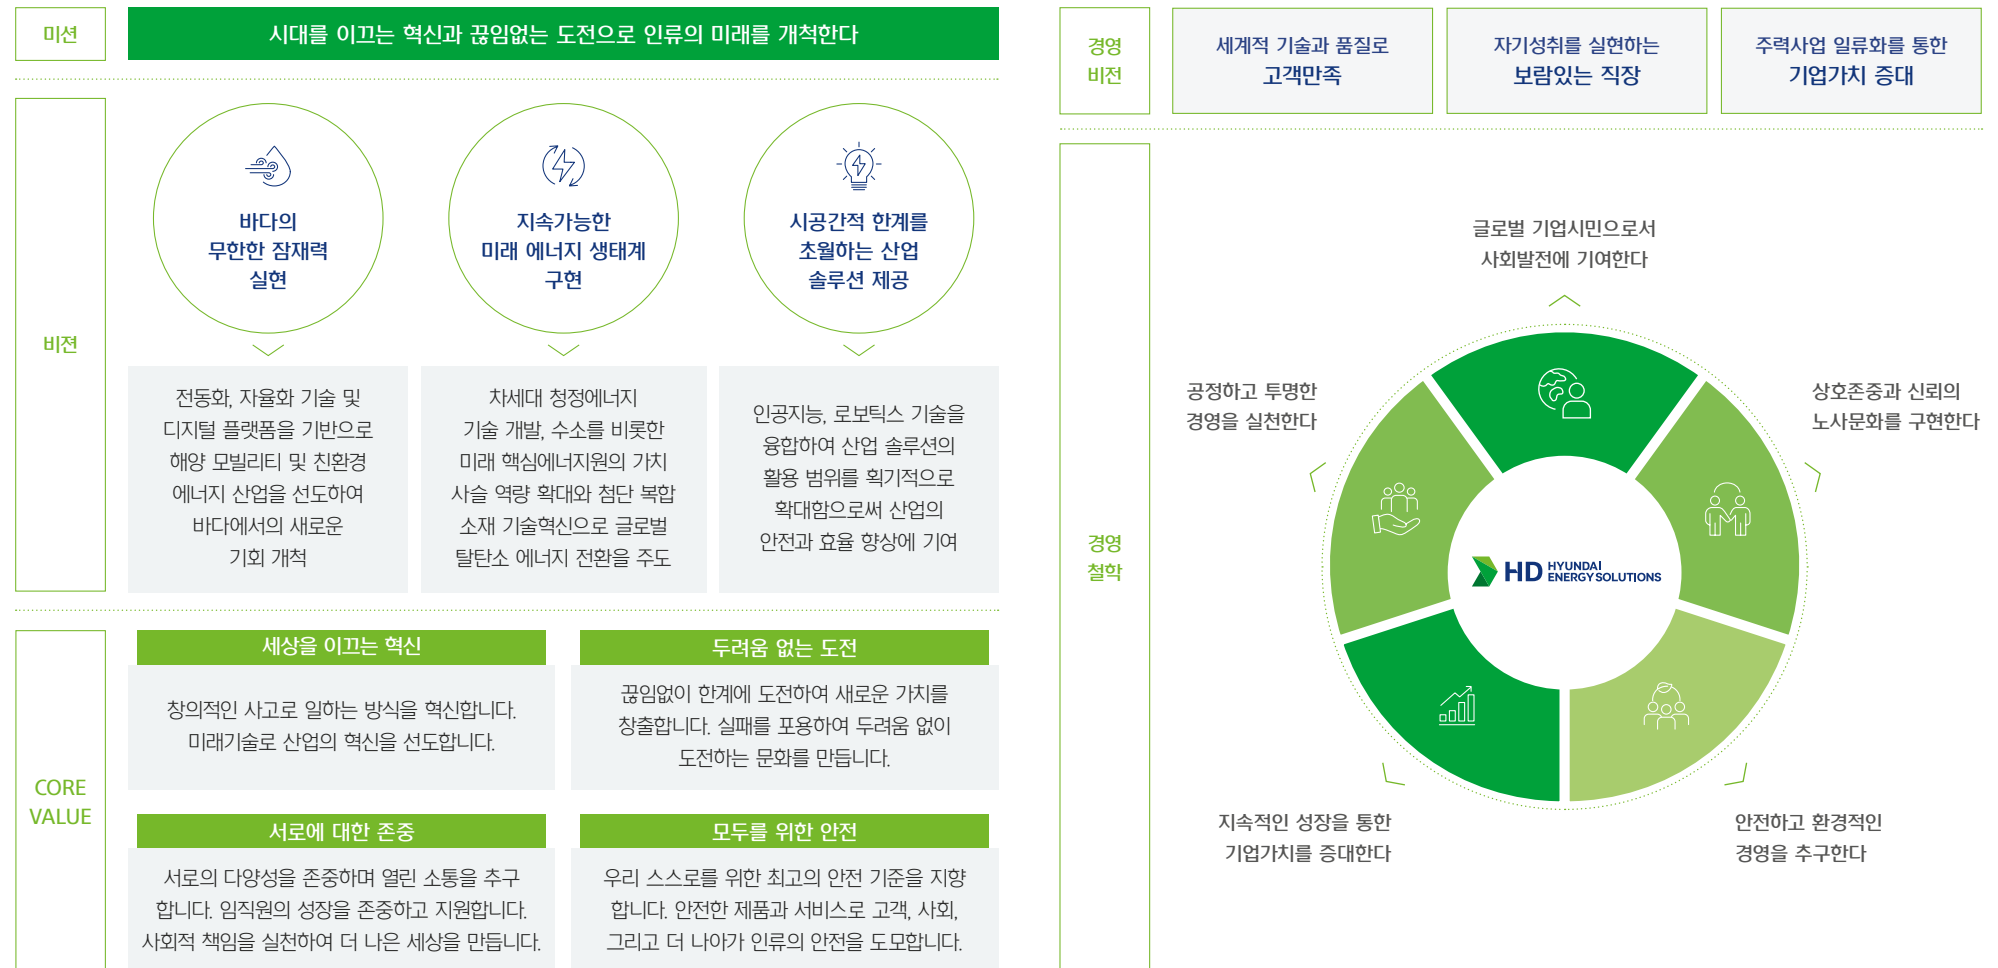 미션
시대를 이끄는 혁신과 끊임없는 도전으로 인류의 미래를 개척한다
비젼
바다의
무한한 잠재력
실현
지속가능한
미래 에너지 생태계
구현
시공간적 한계를
초월하는 산업
솔루션 제공
전동화, 자율화 기술 및
디지털 플랫폼을 기반으로
해양 모빌리티 및 친환경
에너지 산업을 선도하여
바다에서의 새로운
기회 개척
차세대 청정에너지
기술 개발, 수소를 비롯한
미래 핵심에너지원의 가치
사슬 역량 확대와 첨단 복합
소재 기술혁신으로 글로벌
탈탄소 에너지 전환을 주도
인공지능, 로보틱스 기술을
융합하여 산업 솔루션의
활용 범위를 획기적으로
확대함으로써 산업의
안전과 효율 향상에 기여
CORE
VALUE
세상을 이끄는 혁신
창의적인 사고로 일하는 방식을 혁신합니다.
미래기술로 산업의 혁신을 선도합니다.
두려움 없는 도전
끊임없이 한계에 도전하여 새로운 가치를
창출합니다. 실패를 포용하여 두려움 없이
도전하는 문화를 만듭니다.
서로에 대한 존중
서로의 다양성을 존중하며 열린 소통을 추구
합니다. 임직원의 성장을 존중하고 지원합니다.
사회적 책임을 실천하여 더 나은 세상을 만듭니다.
모두를 위한 안전
우리 스스로를 위한 최고의 안전 기준을 지향
합니다. 안전한 제품과 서비스로 고객, 사회,
그리고 더 나아가 인류의 안전을 도모합니다.
경영
비전
세계적 기술과 품질로
고객만족
자기성취를 실현하는
보람있는 직장
주력사업 일류화를 통한
기업가치 증대
경영
철학
글로벌 기업시민으로서
사회발전에 기여한다
공정하고 투명한
경영을 실천한다
상호존중과 신뢰의
노사문화를 구현한다
HD HYUNDAI
ENERGY SOLUTIONS
지속적인 성장을 통한
기업가치를 증대한다
안전하고 환경적인
경영을 추구한다